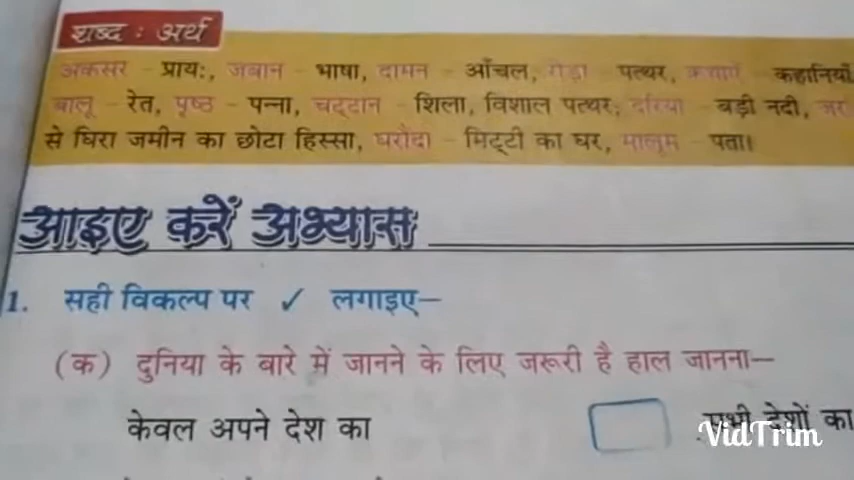 शब्द : अर्थ
अकसर – प्रायः, जबान – भाषा, दामन – आँचल, रोड़ा – पत्थर, कथाएँ – कहानियाँ
बालू – रेत, पृष्ठ – पन्ना, चट्टान – शिला, विशाल पत्थर; दरिया – बड़ी नदी,
से घिरा जमीन का छोटा हिस्सा, घरौंदा – मिट्टी का घर, मालूम – पता।
आइए करें अभ्यास
1. सही विकल्प पर ✓ लगाइए–
(क) दुनिया के बारे में जानने के लिए जरूरी है हाल जानना–
केवल अपने देश का सभी देशों का
VidTrim